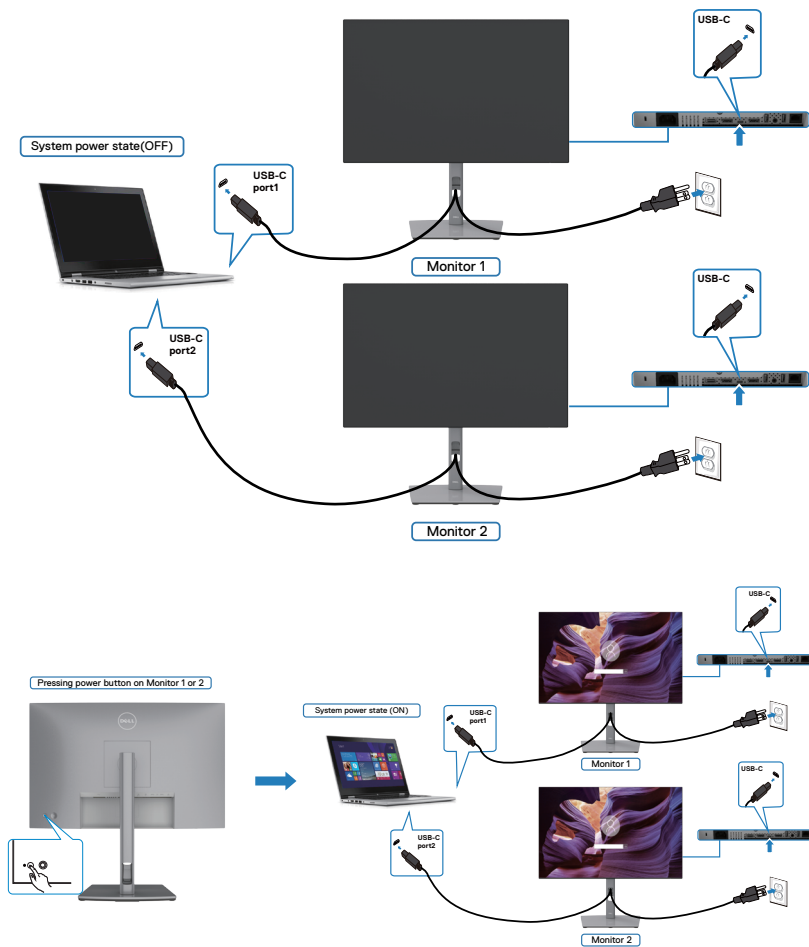 USB-C
System power state(OFF)
USB-C
port1
Monitor 1
USB-C
USB-C
port2
Monitor 2
USB-C
Pressing power button on Monitor 1 or 2
DELL
System power state (ON)
USB-C
port1
Monitor 1
USB-C
USB-C
port2
Monitor 2